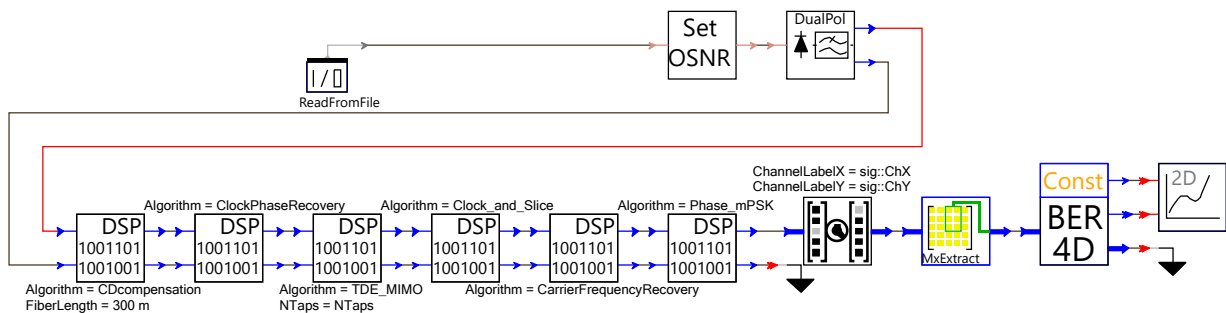 DualPol
Set
OSNR
I / 0
ReadFromFile
ChannelLabelX = sig::ChX
ChannelLabelY = sig::ChY
Const
2D
Algorithm = ClockPhaseRecovery
Algorithm = Clock_and_Slice
Algorithm = Phase_mPSK
DSP
1001101
1001001
DSP
1001101
1001001
DSP
1001101
1001001
DSP
1001101
1001001
DSP
1001101
1001001
DSP
1001101
1001001
MxExtract
BER
4D
Algorithm = CDcompensation
FiberLength = 300 m
Algorithm = TDE_MIMO
NTaps = NTaps
Algorithm = CarrierFrequencyRecovery